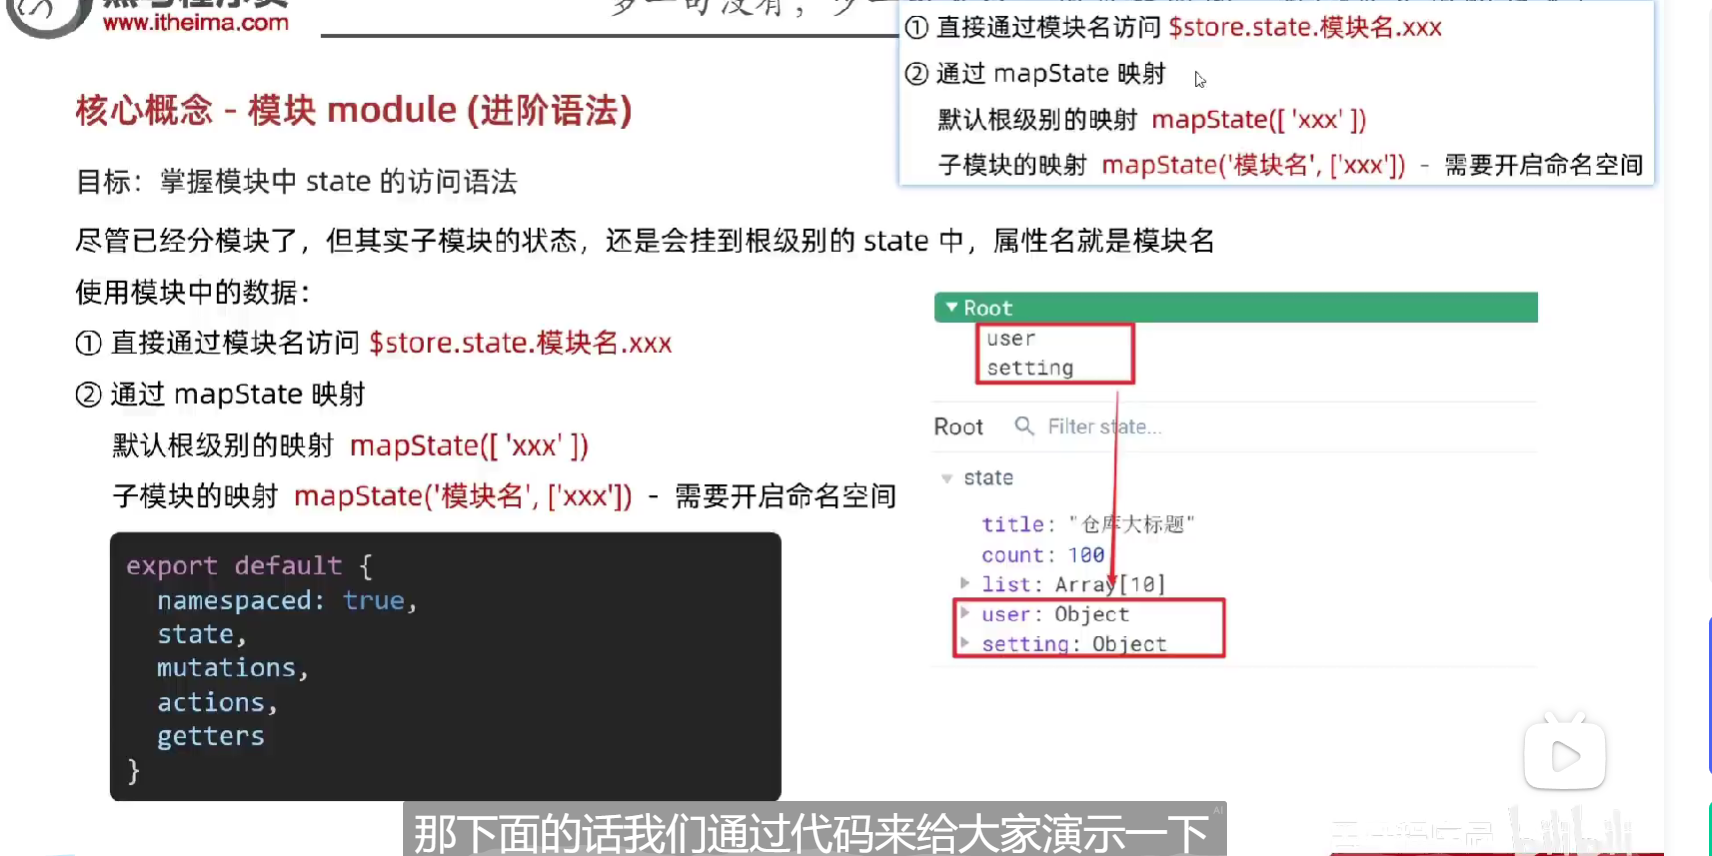 www.itheima.com
① 直接通过模块名访问 $store.state.模块名.xxx
② 通过 mapState 映射
默认根级别的映射 mapState([ 'xxx' ])
子模块的映射 mapState('模块名', ['xxx']) - 需要开启命名空间
核心概念 - 模块 module (进阶语法)
目标：掌握模块中 state 的访问语法
尽管已经分模块了，但其实子模块的状态，还是会挂到根级别的 state 中，属性名就是模块名
使用模块中的数据：
① 直接通过模块名访问 $store.state.模块名.xxx
② 通过 mapState 映射
默认根级别的映射 mapState([ 'xxx' ])
子模块的映射 mapState('模块名', ['xxx']) - 需要开启命名空间
export default {
namespaced: true,
state,
mutations,
actions,
getters
}
Root
user
setting
Root Filter state...
state
title: "仓库大标题"
count: 100
list: Array[10]
user: Object
setting: Object
那下面的话我们通过代码来给大家演示一下
AI
bilibili